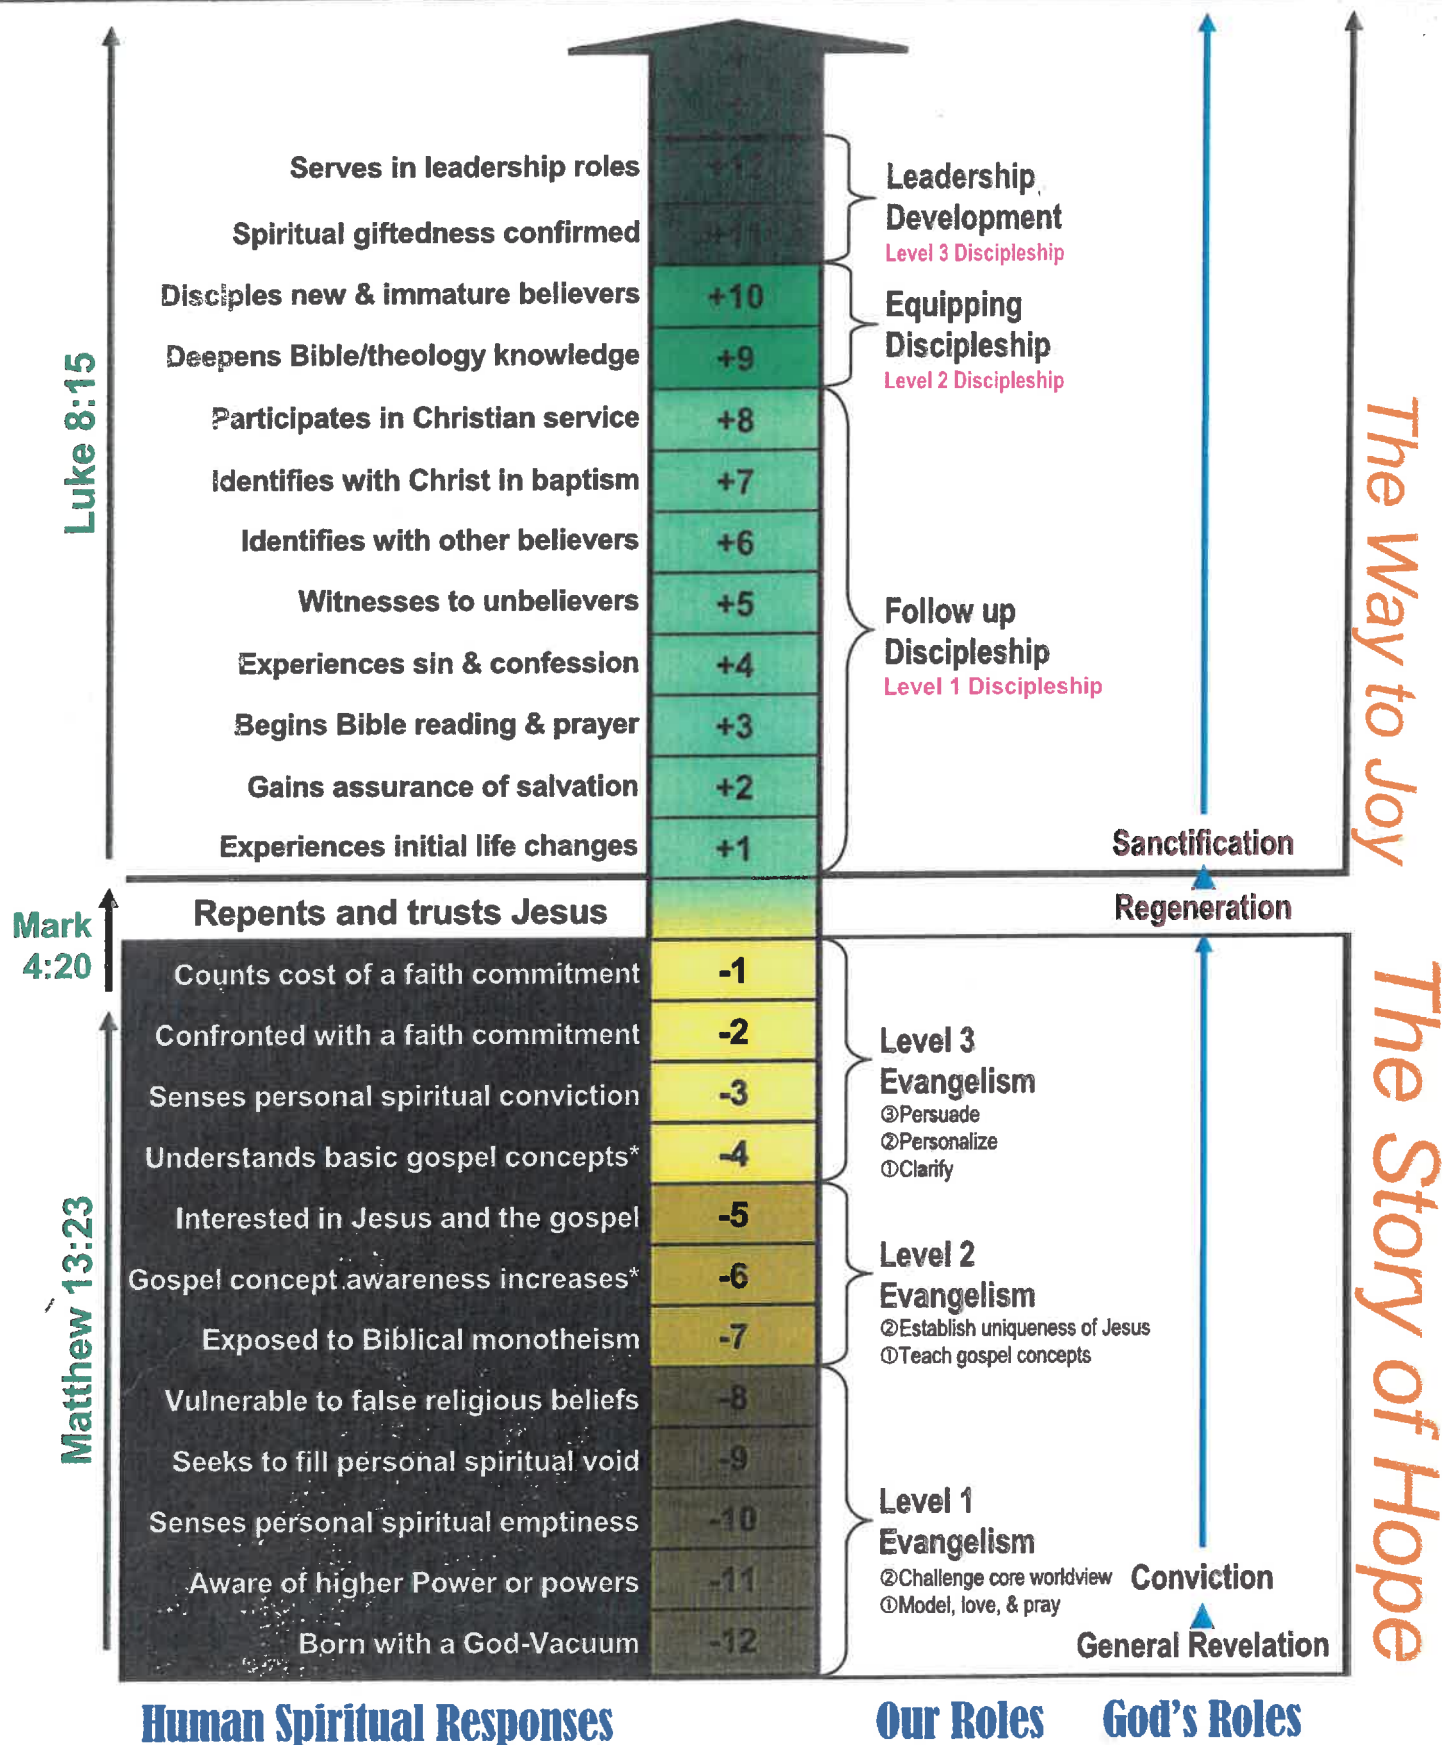 Serves in leadership roles +12
Spiritual giftedness confirmed +11
Disciples new & immature believers +10
Deepens Bible/theology knowledge +9
Participates in Christian service +8
Identifies with Christ in baptism +7
Identifies with other believers +6
Witnesses to unbelievers +5
Experiences sin & confession +4
Begins Bible reading & prayer +3
Gains assurance of salvation +2
Experiences initial life changes +1
Repents and trusts Jesus
Counts cost of a faith commitment -1
Confronted with a faith commitment -2
Senses personal spiritual conviction -3
Understands basic gospel concepts* -4
Interested in Jesus and the gospel -5
Gospel concept awareness increases* -6
Exposed to Biblical monotheism -7
Vulnerable to false religious beliefs -8
Seeks to fill personal spiritual void -9
Senses personal spiritual emptiness -10
Aware of higher Power or powers -11
Born with a God-Vacuum -12
Human Spiritual Responses
Luke 8:15
Mark
4:20
Matthew 13:23
Leadership
Development
Level 3 Discipleship
Equipping
Discipleship
Level 2 Discipleship
Follow up
Discipleship
Level 1 Discipleship
Level 3
Evangelism
③Persuade
②Personalize
①Clarify
Level 2
Evangelism
②Establish uniqueness of Jesus
①Teach gospel concepts
Level 1
Evangelism
②Challenge core worldview
①Model, love, & pray
Our Roles
Sanctification
Regeneration
Conviction
General Revelation
God's Roles
The Way to Joy
The Story of Hope